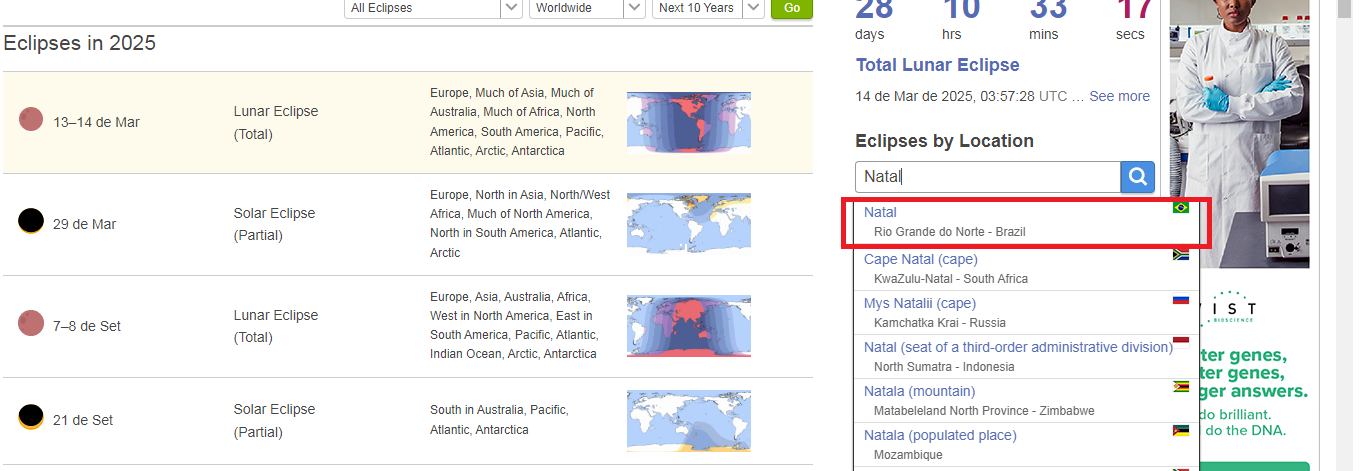 All Eclipses
Worldwide
Next 10 Years
Go
Eclipses in 2025
13–14 de Mar
Lunar Eclipse
(Total)
Europe, Much of Asia, Much of
Australia, Much of Africa, North
America, South America, Pacific,
Atlantic, Arctic, Antarctica
29 de Mar
Solar Eclipse
(Partial)
Europe, North in Asia, North/West
Africa, Much of North America,
North in South America, Atlantic,
Arctic
7–8 de Set
Lunar Eclipse
(Total)
Europe, Asia, Australia, Africa,
West in North America, East in
South America, Pacific, Atlantic,
Indian Ocean, Arctic, Antarctica
21 de Set
Solar Eclipse
(Partial)
South in Australia, Pacific,
Atlantic, Antarctica
28 10 33 17
days hrs mins secs
Total Lunar Eclipse
14 de Mar de 2025, 03:57:28 UTC … See more
Eclipses by Location
Natal
Natal
Rio Grande do Norte - Brazil
Cape Natal (cape)
KwaZulu-Natal - South Africa
Mys Natalii (cape)
Kamchatka Krai - Russia
Natal (seat of a third-order administrative division)
North Sumatra - Indonesia
Natala (mountain)
Matabeleland North Province - Zimbabwe
Natala (populated place)
Mozambique
IST
BIOSCIENCE
ter genes,
ter genes,
ger answers.
do brilliant.
do the DNA.